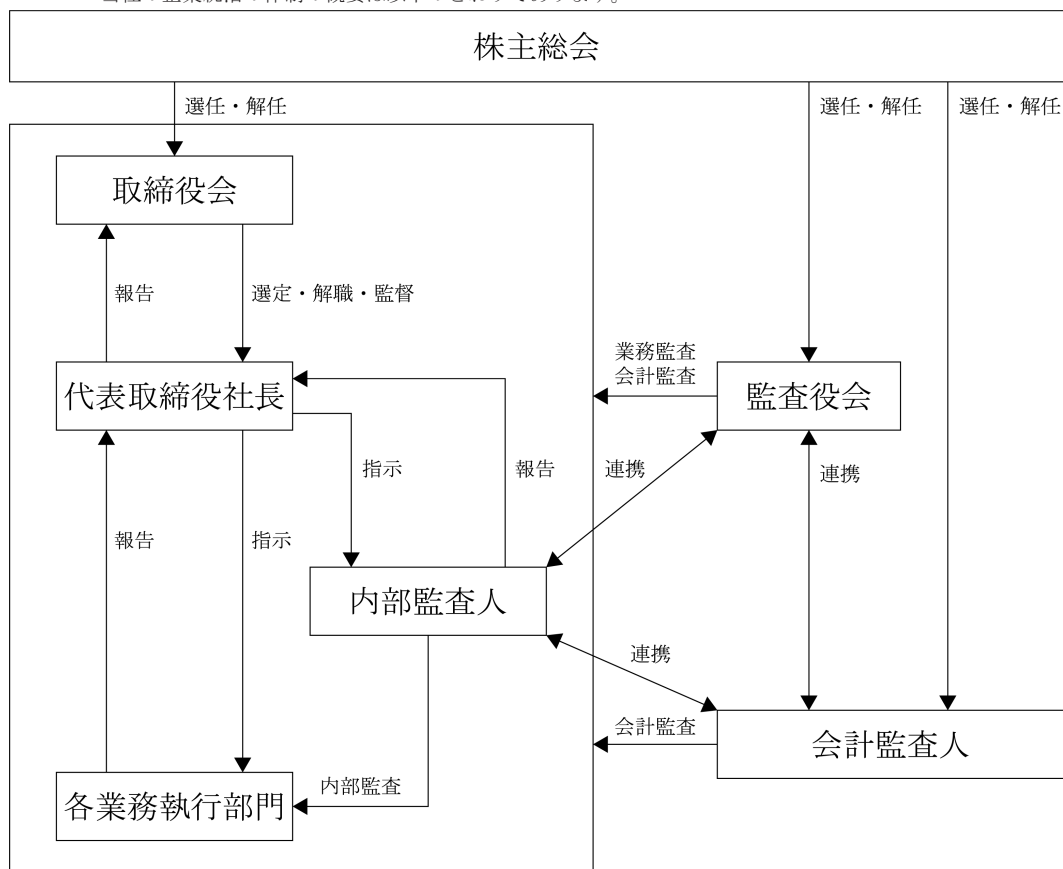 株主総会
選任・解任
選任・解任
選任・解任
取締役会
報告
選定・解職・監督
業務監査
会計監査
代表取締役社長
監査役会
指示
報告
連携
連携
報告
指示
内部監査人
連携
会計監査
会計監査人
内部監査
各業務執行部門